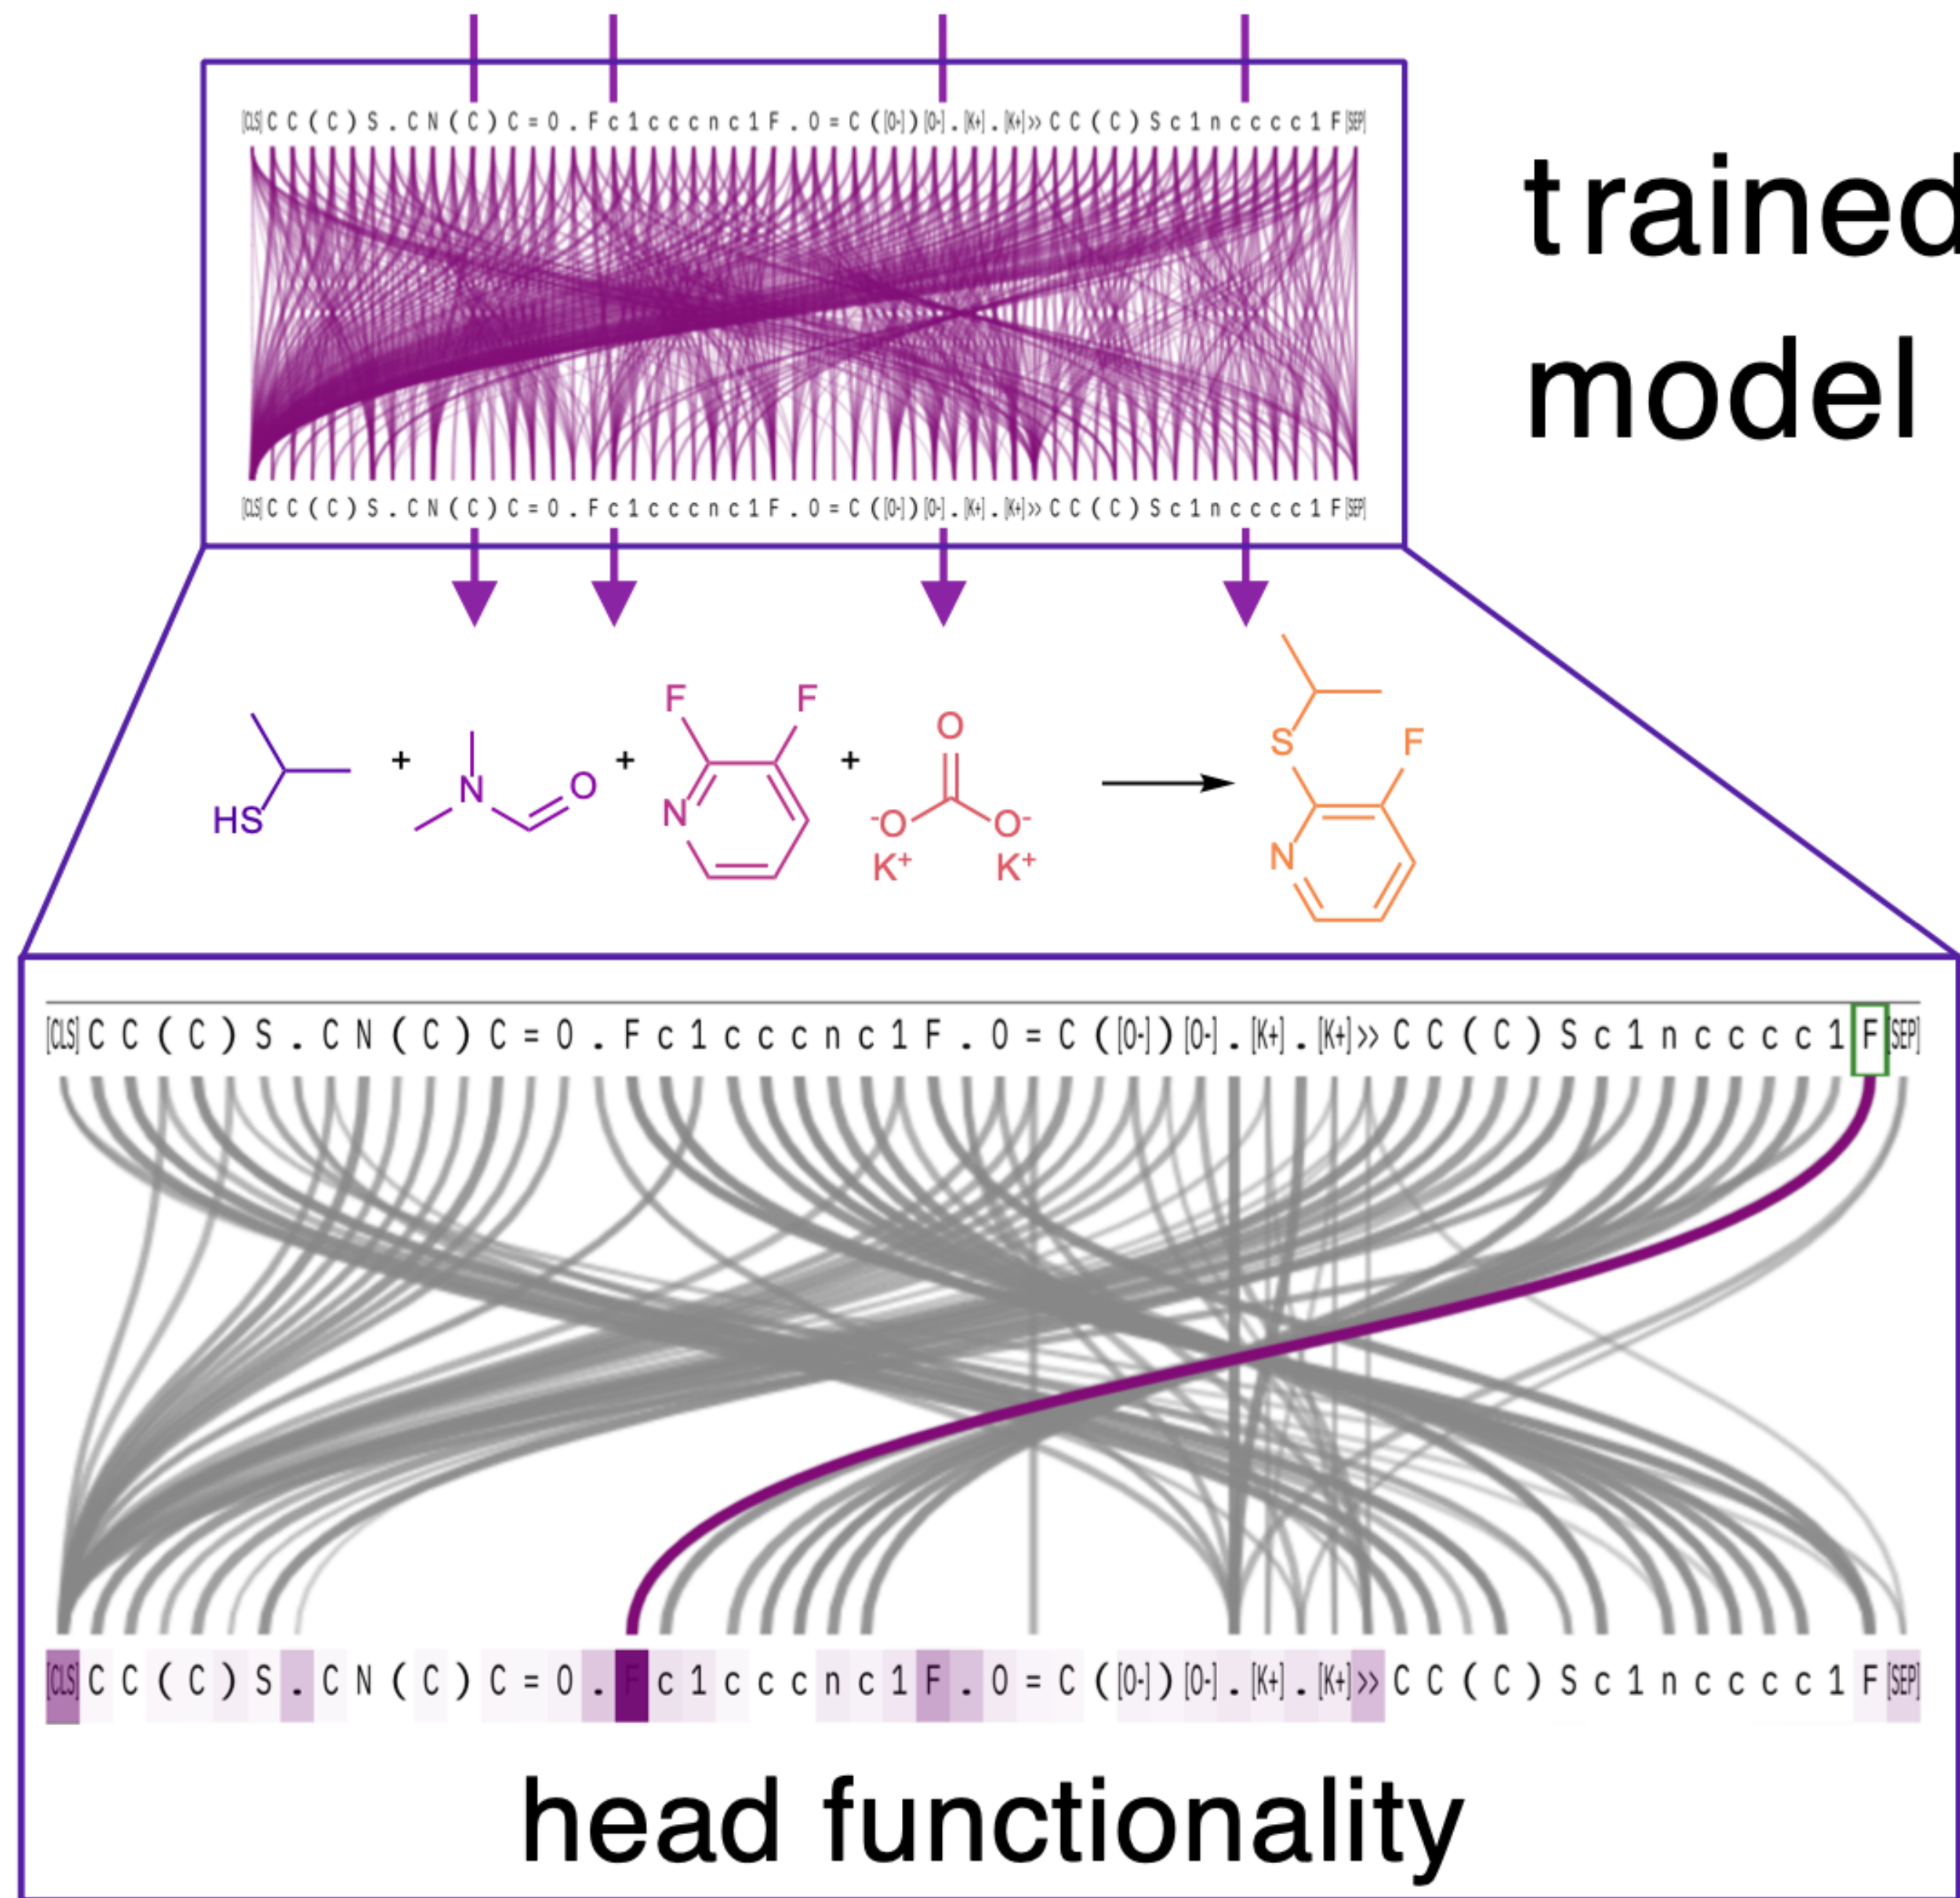 [CLS] C C ( C ) S . C N ( C ) C = O . F c 1 c c c n c 1 F . O = C ( [O-] ) [O-] . [K+] . [K+] >> C C ( C ) S c 1 n c c c c 1 F [SEP]
trained
model
[CLS] C C ( C ) S . C N ( C ) C = O . F c 1 c c c n c 1 F . O = C ( [O-] ) [O-] . [K+] . [K+] >> C C ( C ) S c 1 n c c c c 1 F [SEP]
HS
+
N
O
+
F F
N
+
O
-O O-
K+ K+
S F
N
[CLS] C C ( C ) S . C N ( C ) C = O . F c 1 c c c n c 1 F . O = C ( [O-] ) [O-] . [K+] . [K+] >> C C ( C ) S c 1 n c c c c 1 F [SEP]
[CLS] C C ( C ) S . C N ( C ) C = O . F c 1 c c c n c 1 F . O = C ( [O-] ) [O-] . [K+] . [K+] >> C C ( C ) S c 1 n c c c c 1 F [SEP]
head functionality